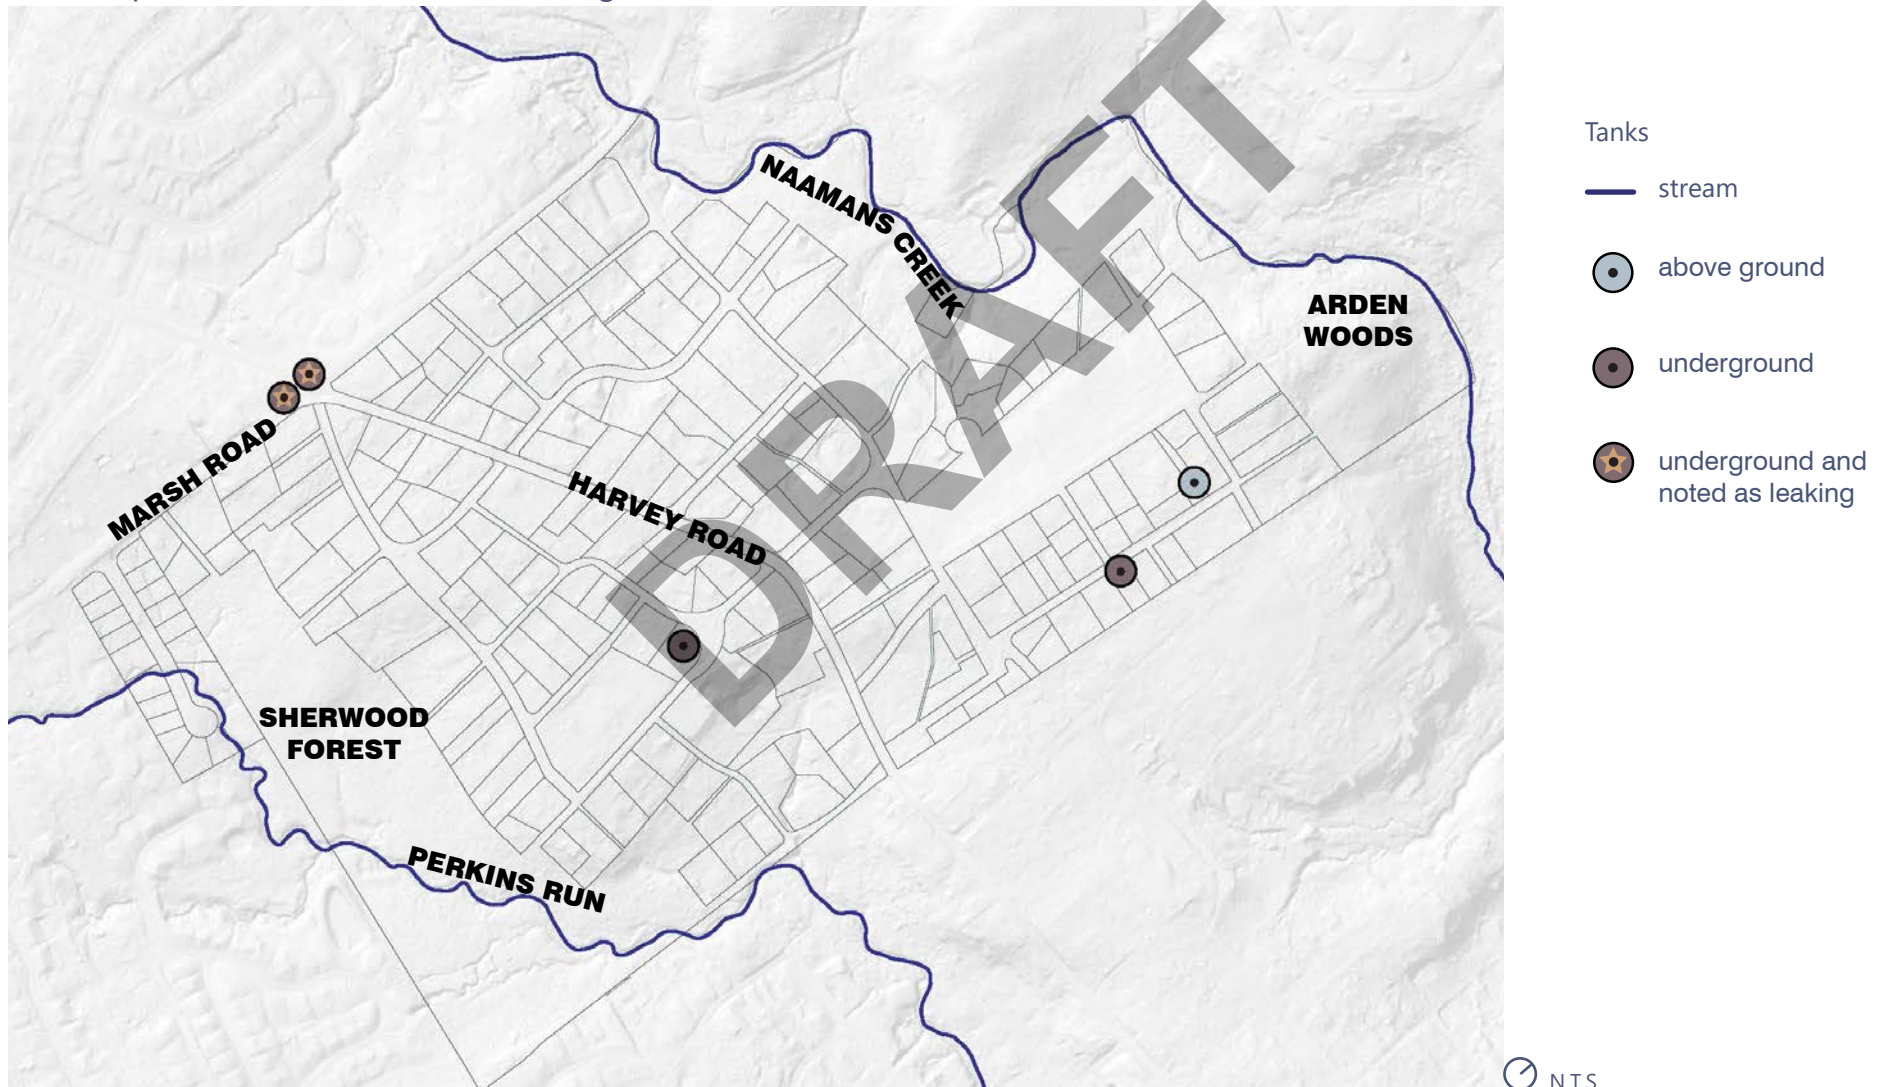 NAAMANS CREEK
ARDEN
WOODS
MARSH ROAD
HARVEY ROAD
DRAFT
SHERWOOD
FOREST
PERKINS RUN
Tanks
stream
above ground
underground
underground and
noted as leaking
NTS